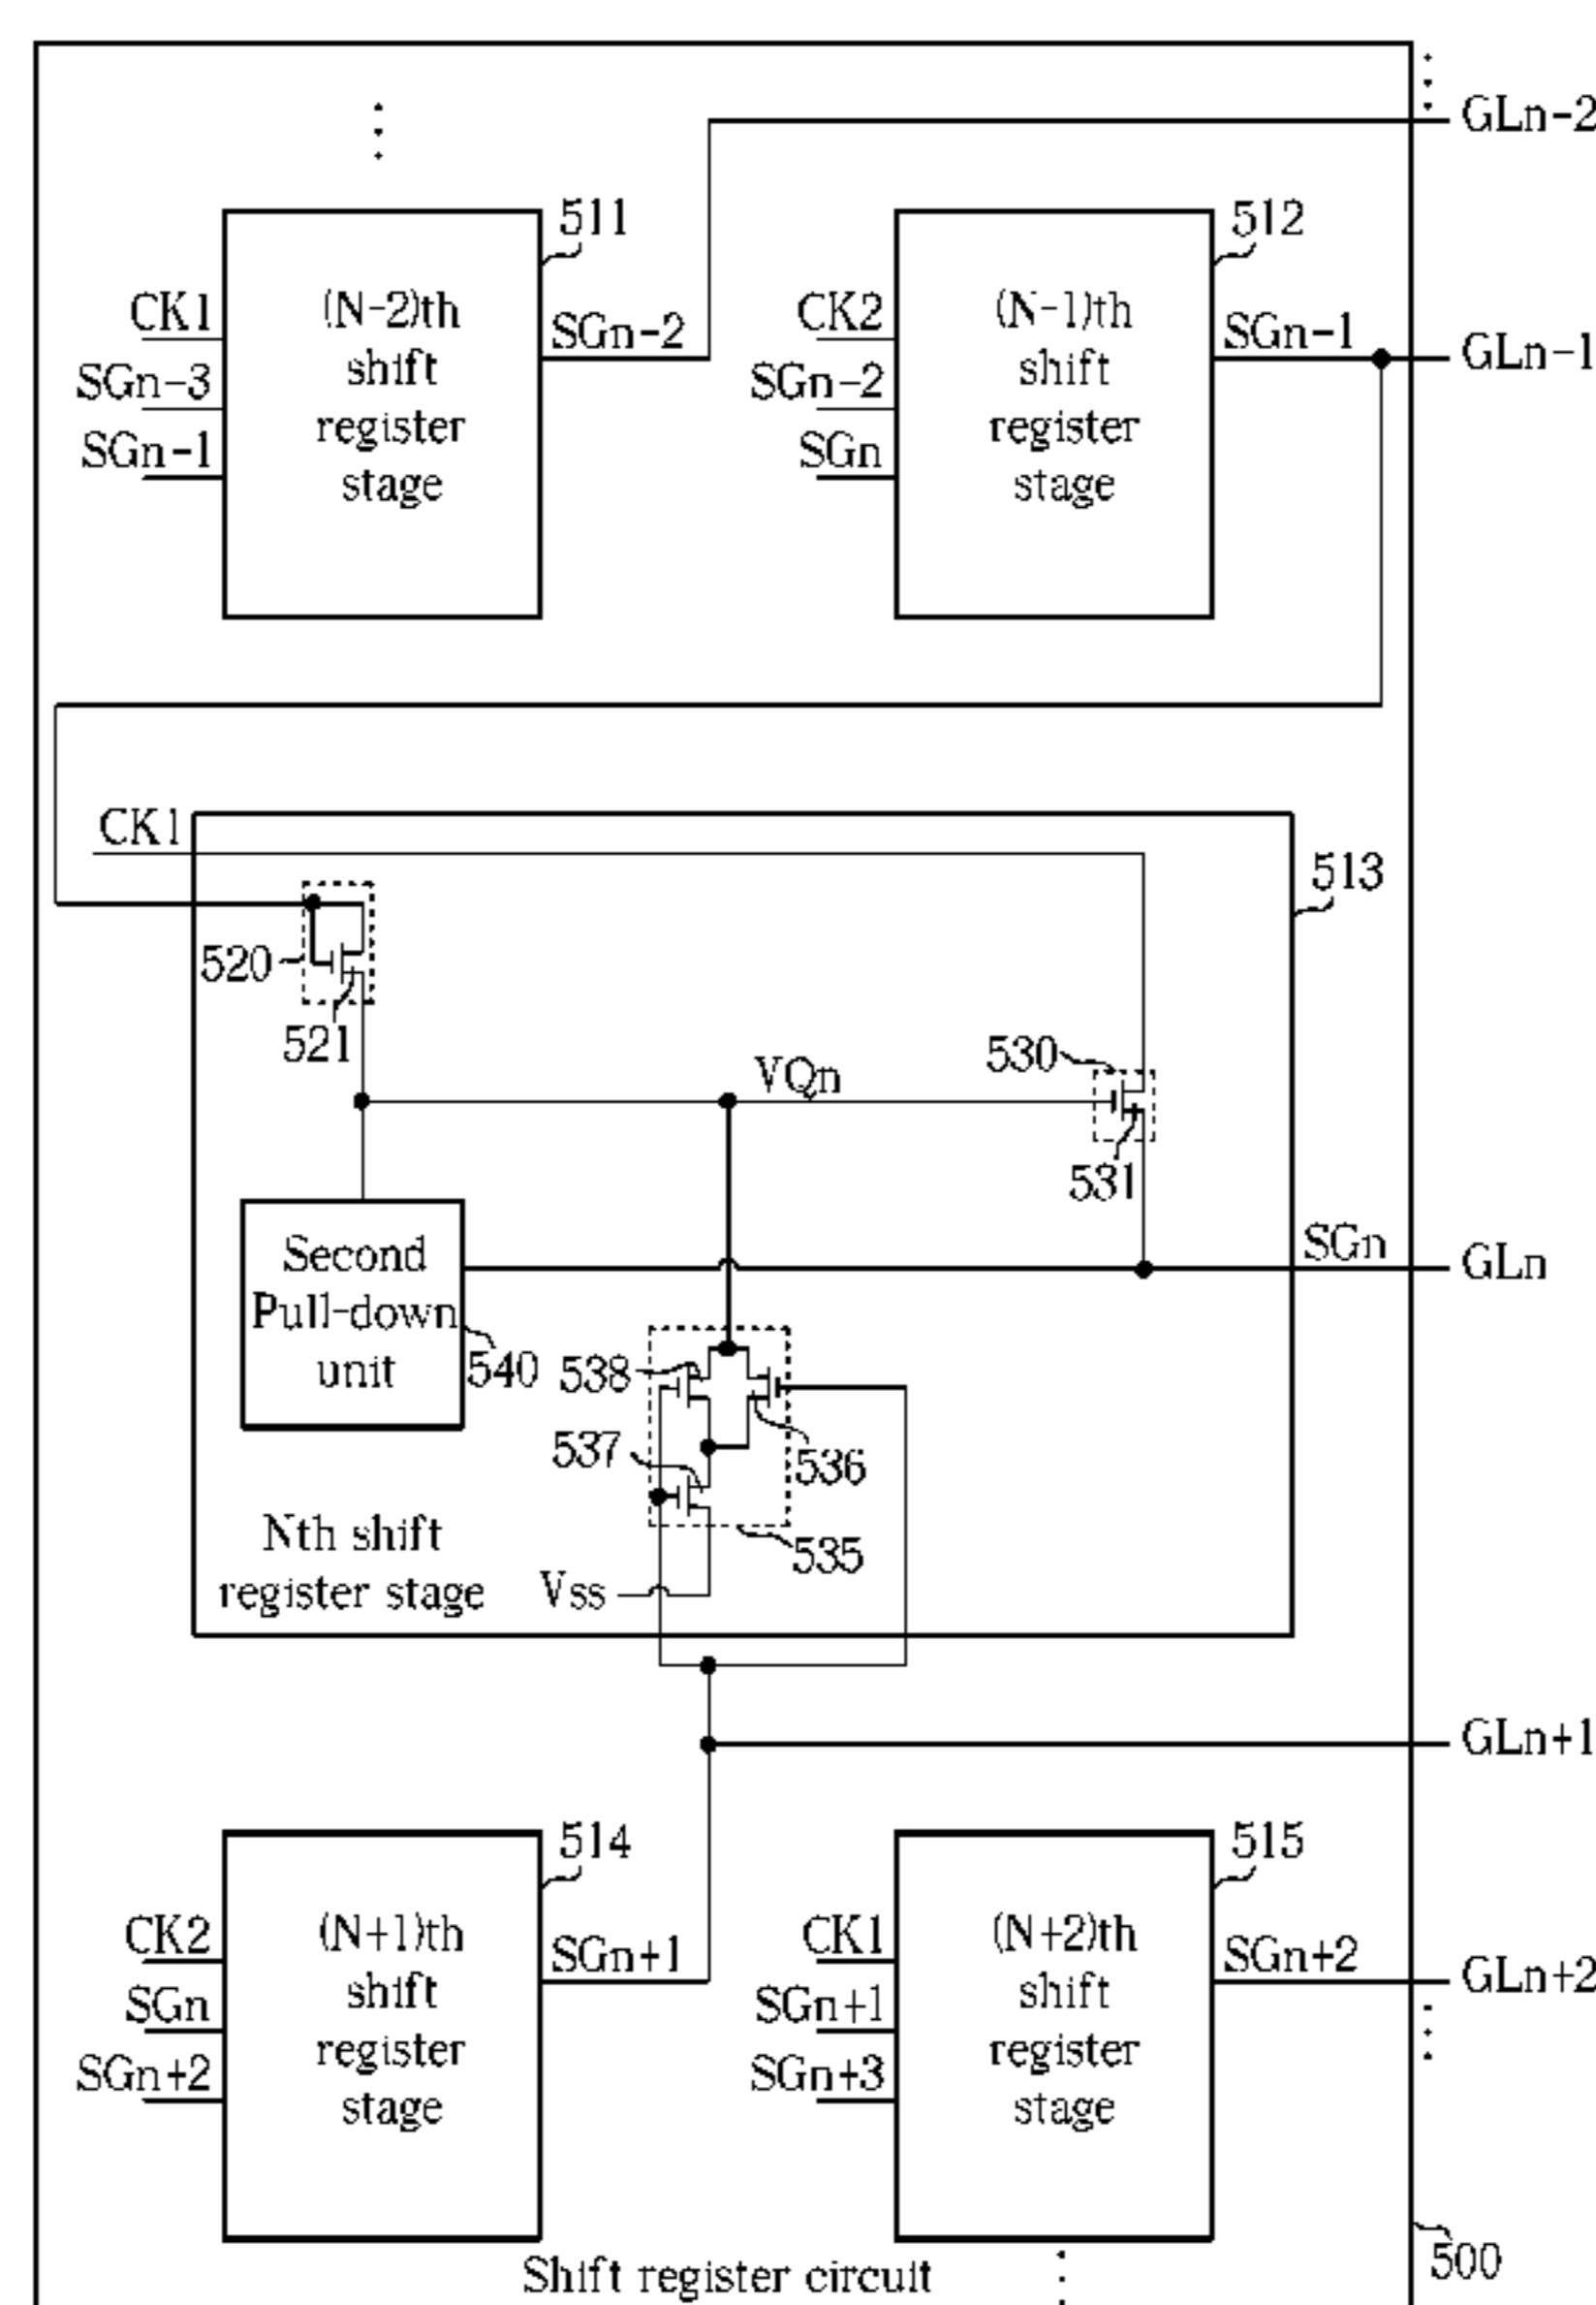 GLn-2
511
512
CK1
(N-2)th
shift
register
stage
SGn-2
SGn-3
SGn-1
CK2
(N-1)th
shift
register
stage
SGn-1
GLn-1
SGn-2
SGn
CK1
513
520
521
VQn
530
531
Second
Pull-down
unit
540
SGn
GLn
538
537
536
535
Nth shift
register stage
Vss
GLn+1
514
515
CK2
(N+1)th
shift
register
stage
SGn+1
SGn
SGn+2
CK1
(N+2)th
shift
register
stage
SGn+2
GLn+2
SGn+1
SGn+3
Shift register circuit
500